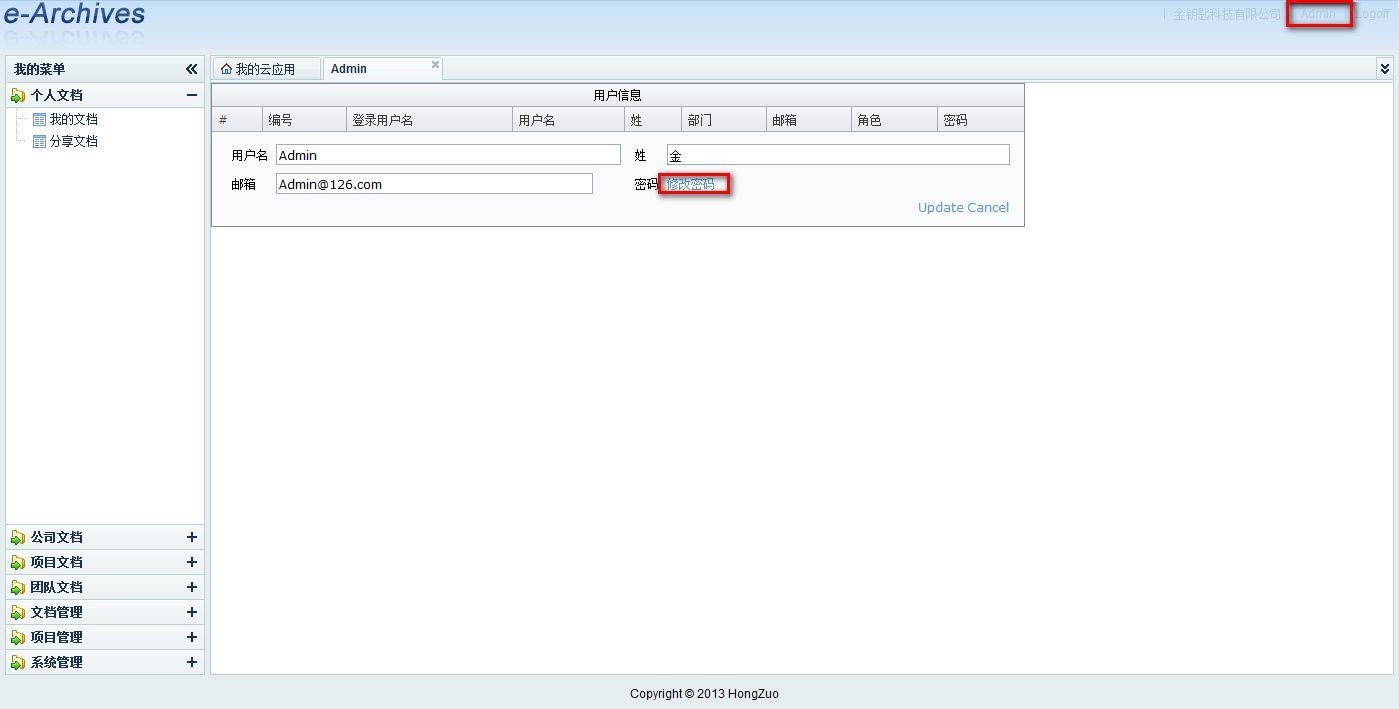 e-Archives
| 金钥匙科技有限公司 Admin | Logoff
我的菜单
我的云应用
Admin
个人文档
我的文档
分享文档
用户信息
# 编号 登录用户名 用户名 姓 部门 邮箱 角色 密码
用户名 Admin 姓 金
邮箱 Admin@126.com 密码 修改密码
Update Cancel
公司文档
项目文档
团队文档
文档管理
项目管理
系统管理
Copyright © 2013 HongZuo